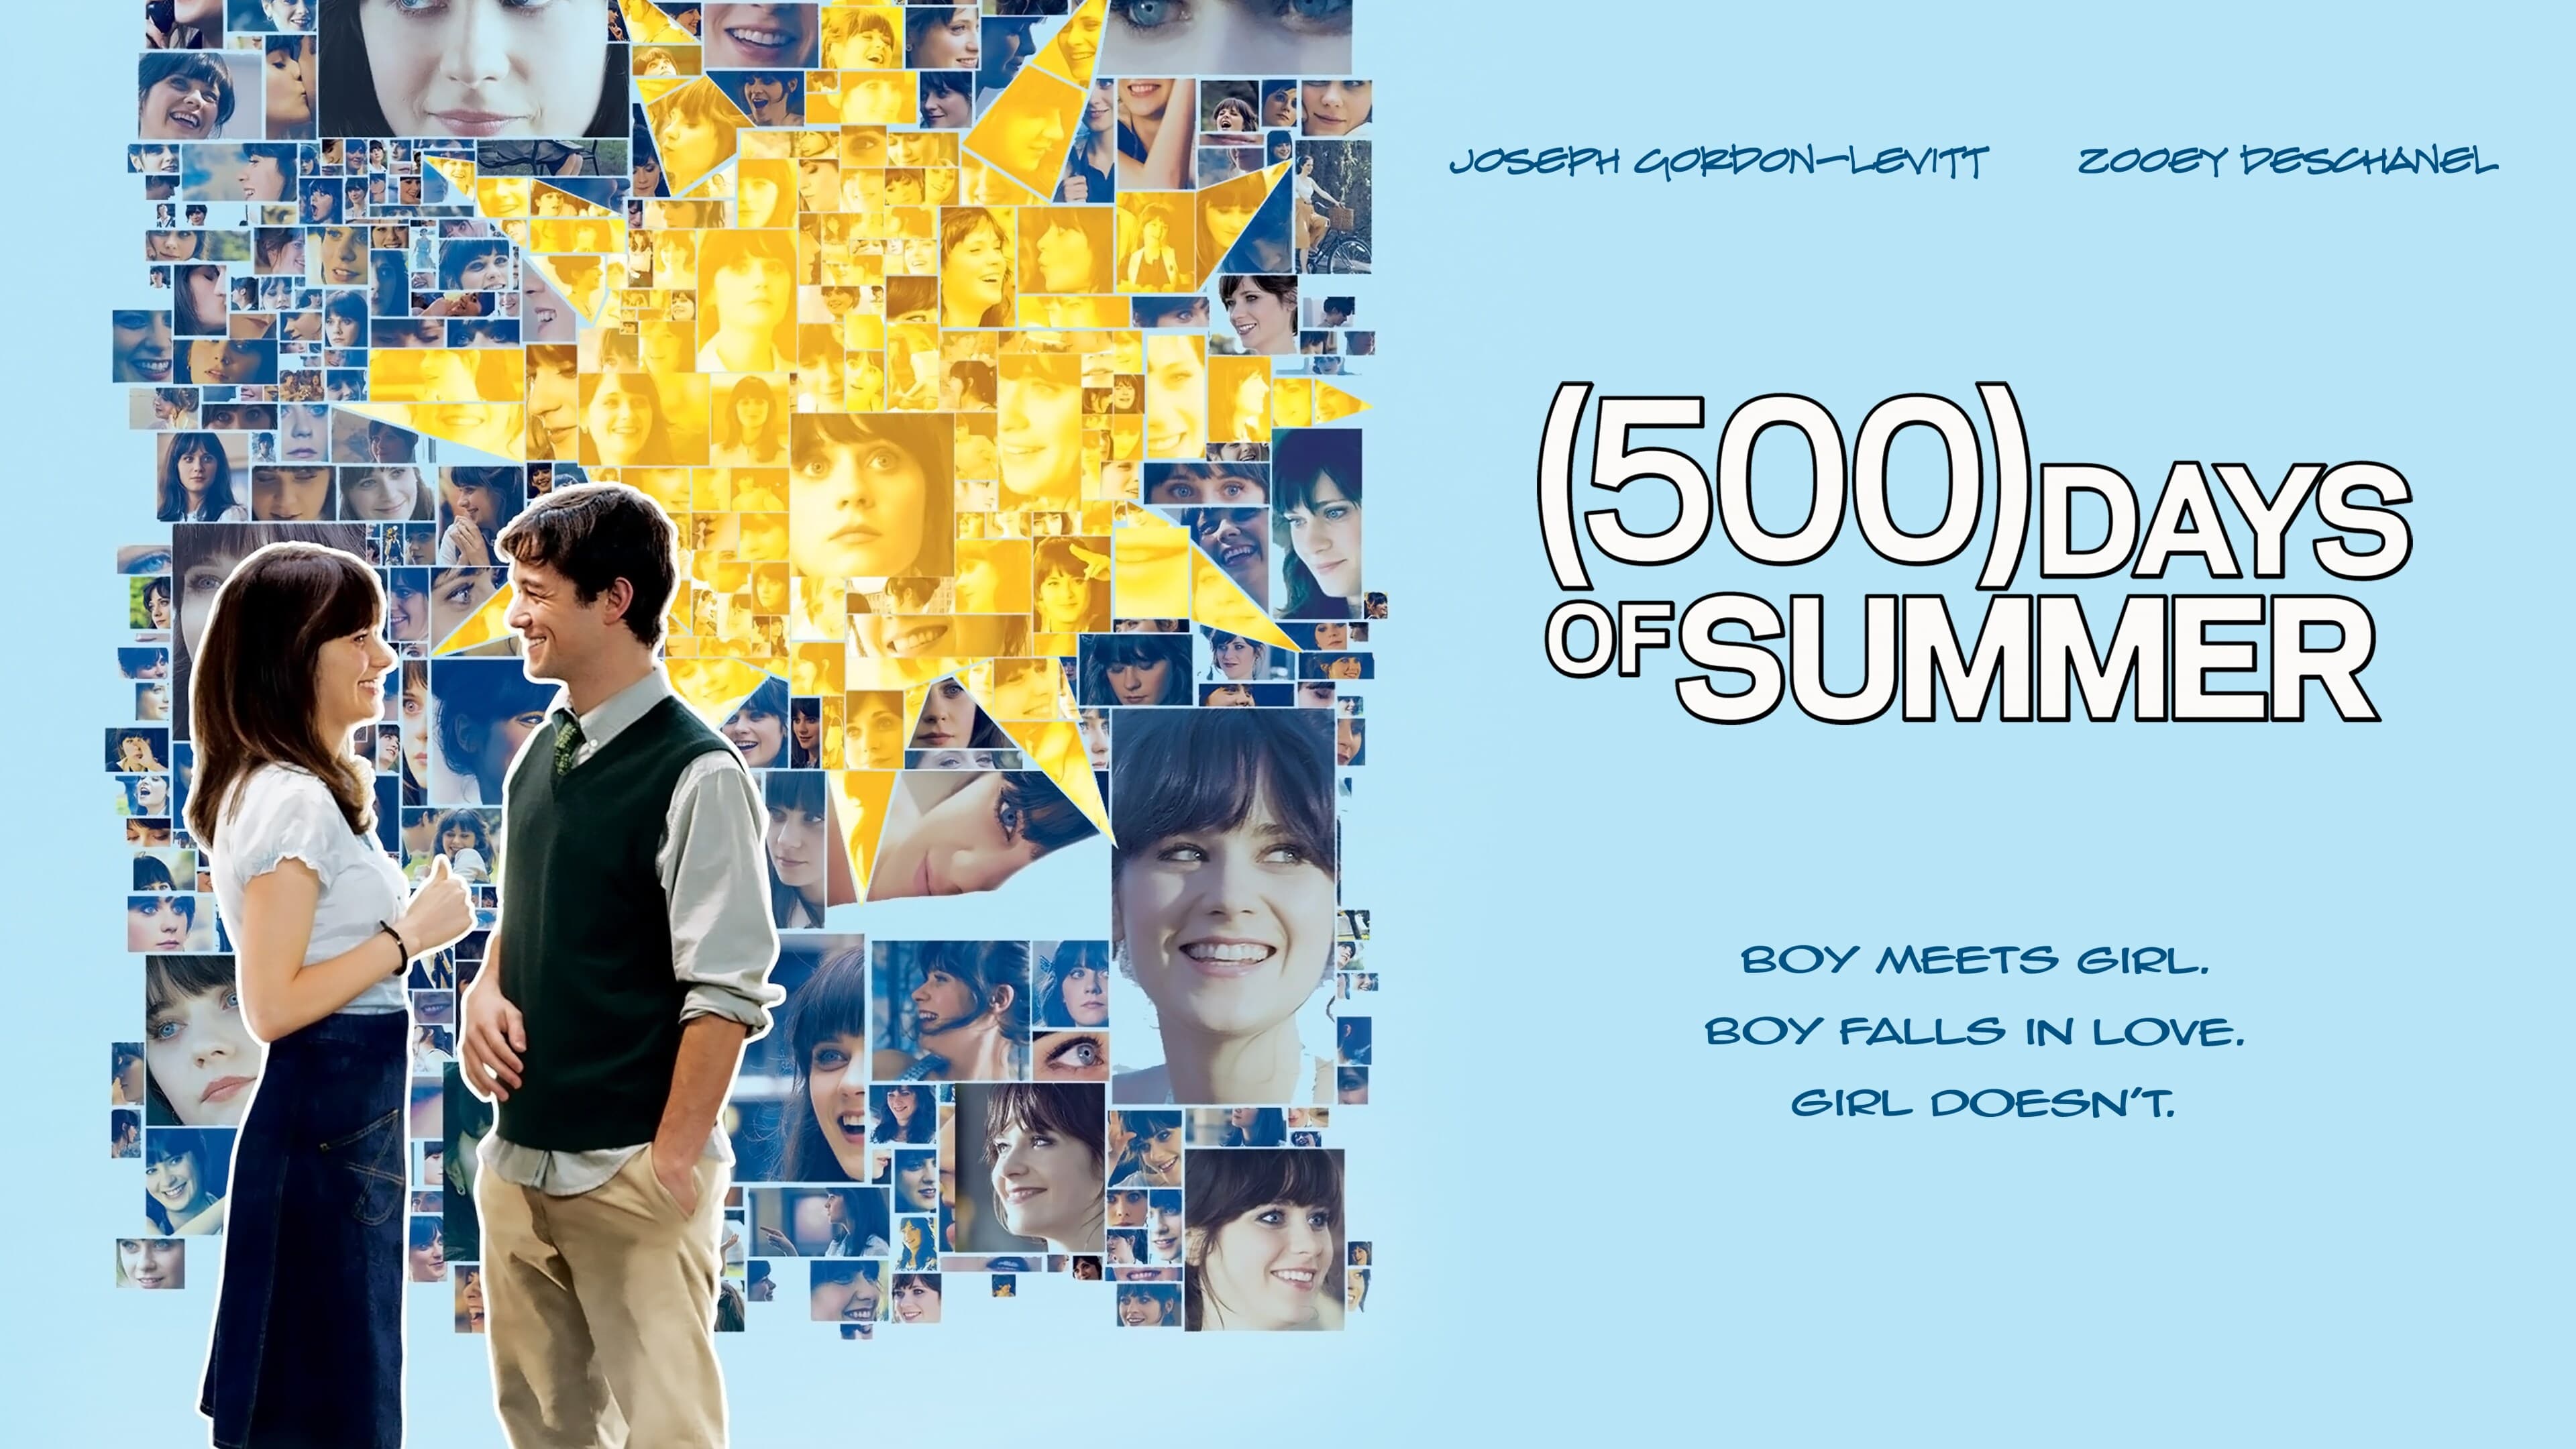 JOSEPH GORDON-LEVITT ZOOEY DESCHANEL
(500) DAYS
OF SUMMER
BOY MEETS GIRL.
BOY FALLS IN LOVE.
GIRL DOESN'T.